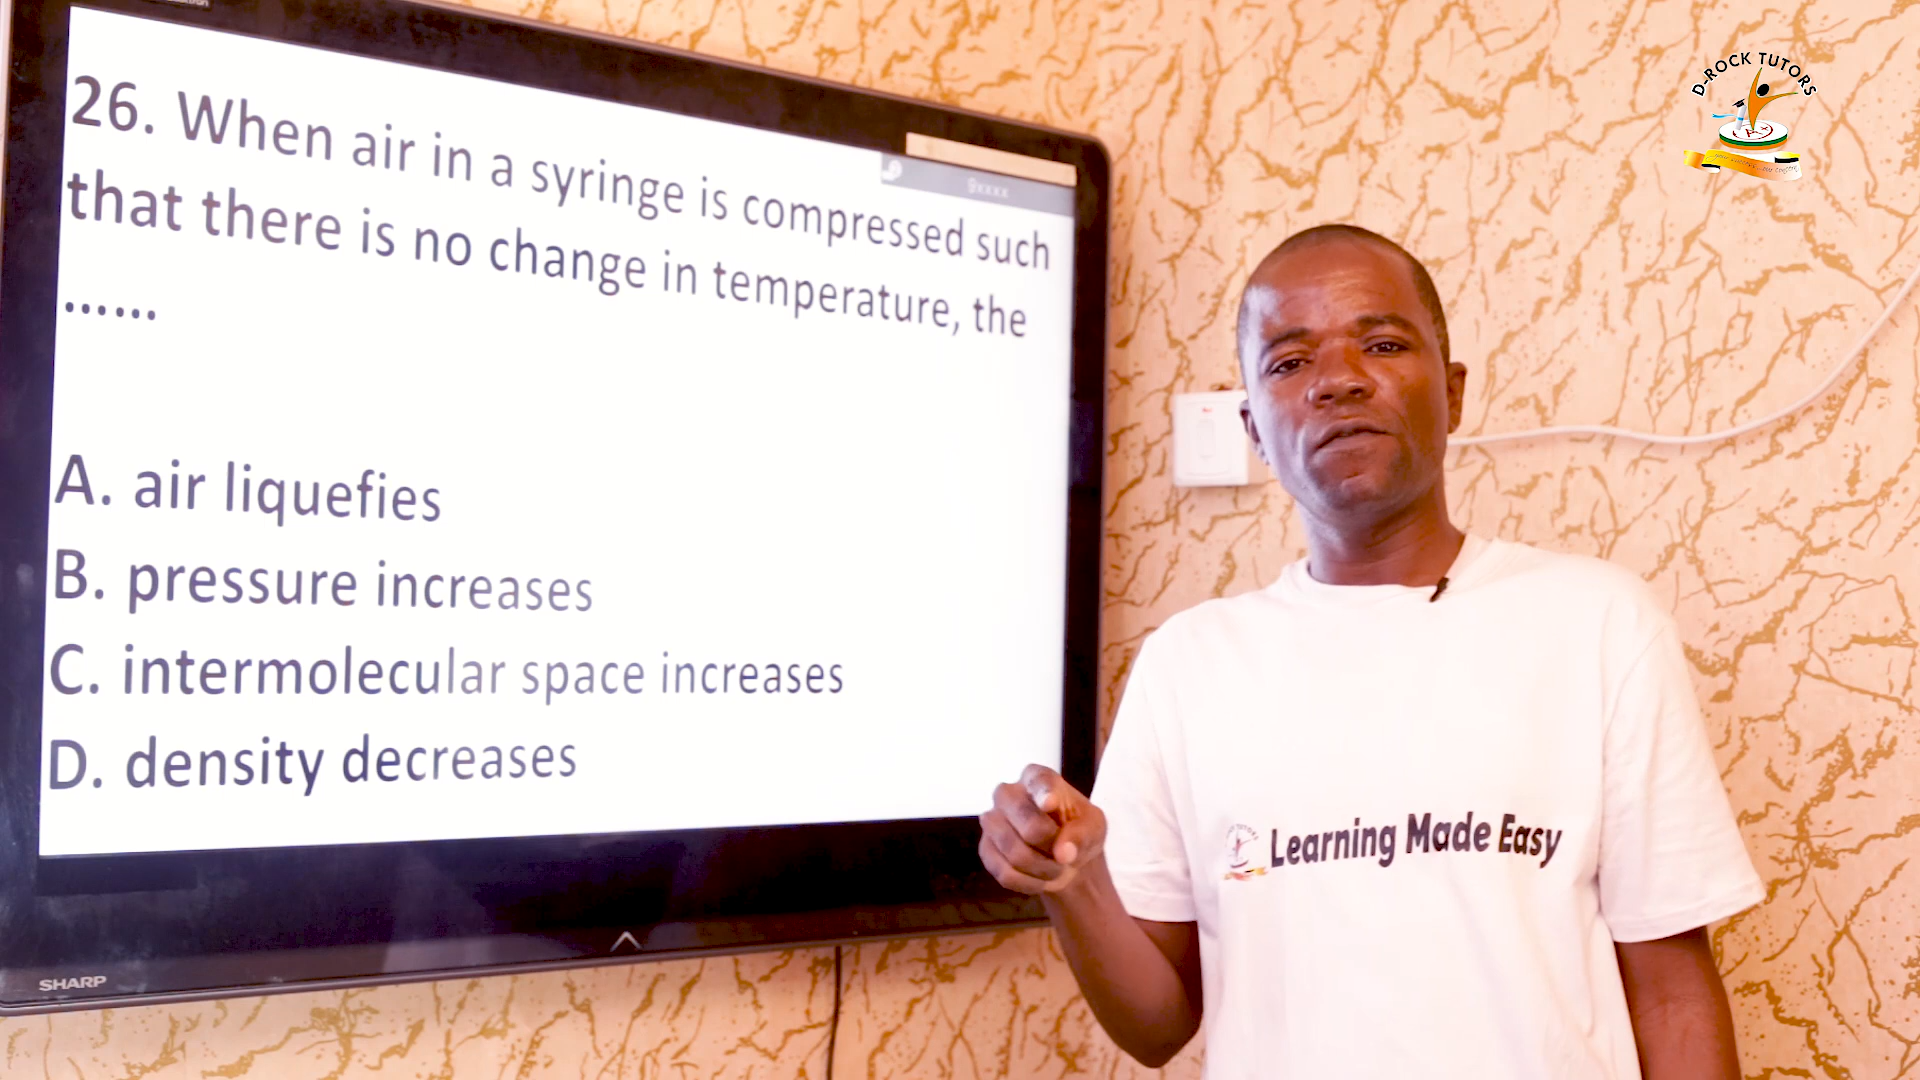 26. When air in a syringe is compressed such
that there is no change in temperature, the
......
A. air liquefies
B. pressure increases
C. intermolecular space increases
D. density decreases
SHARP
D-ROCK TUTORS
A+
Learning Made Easy